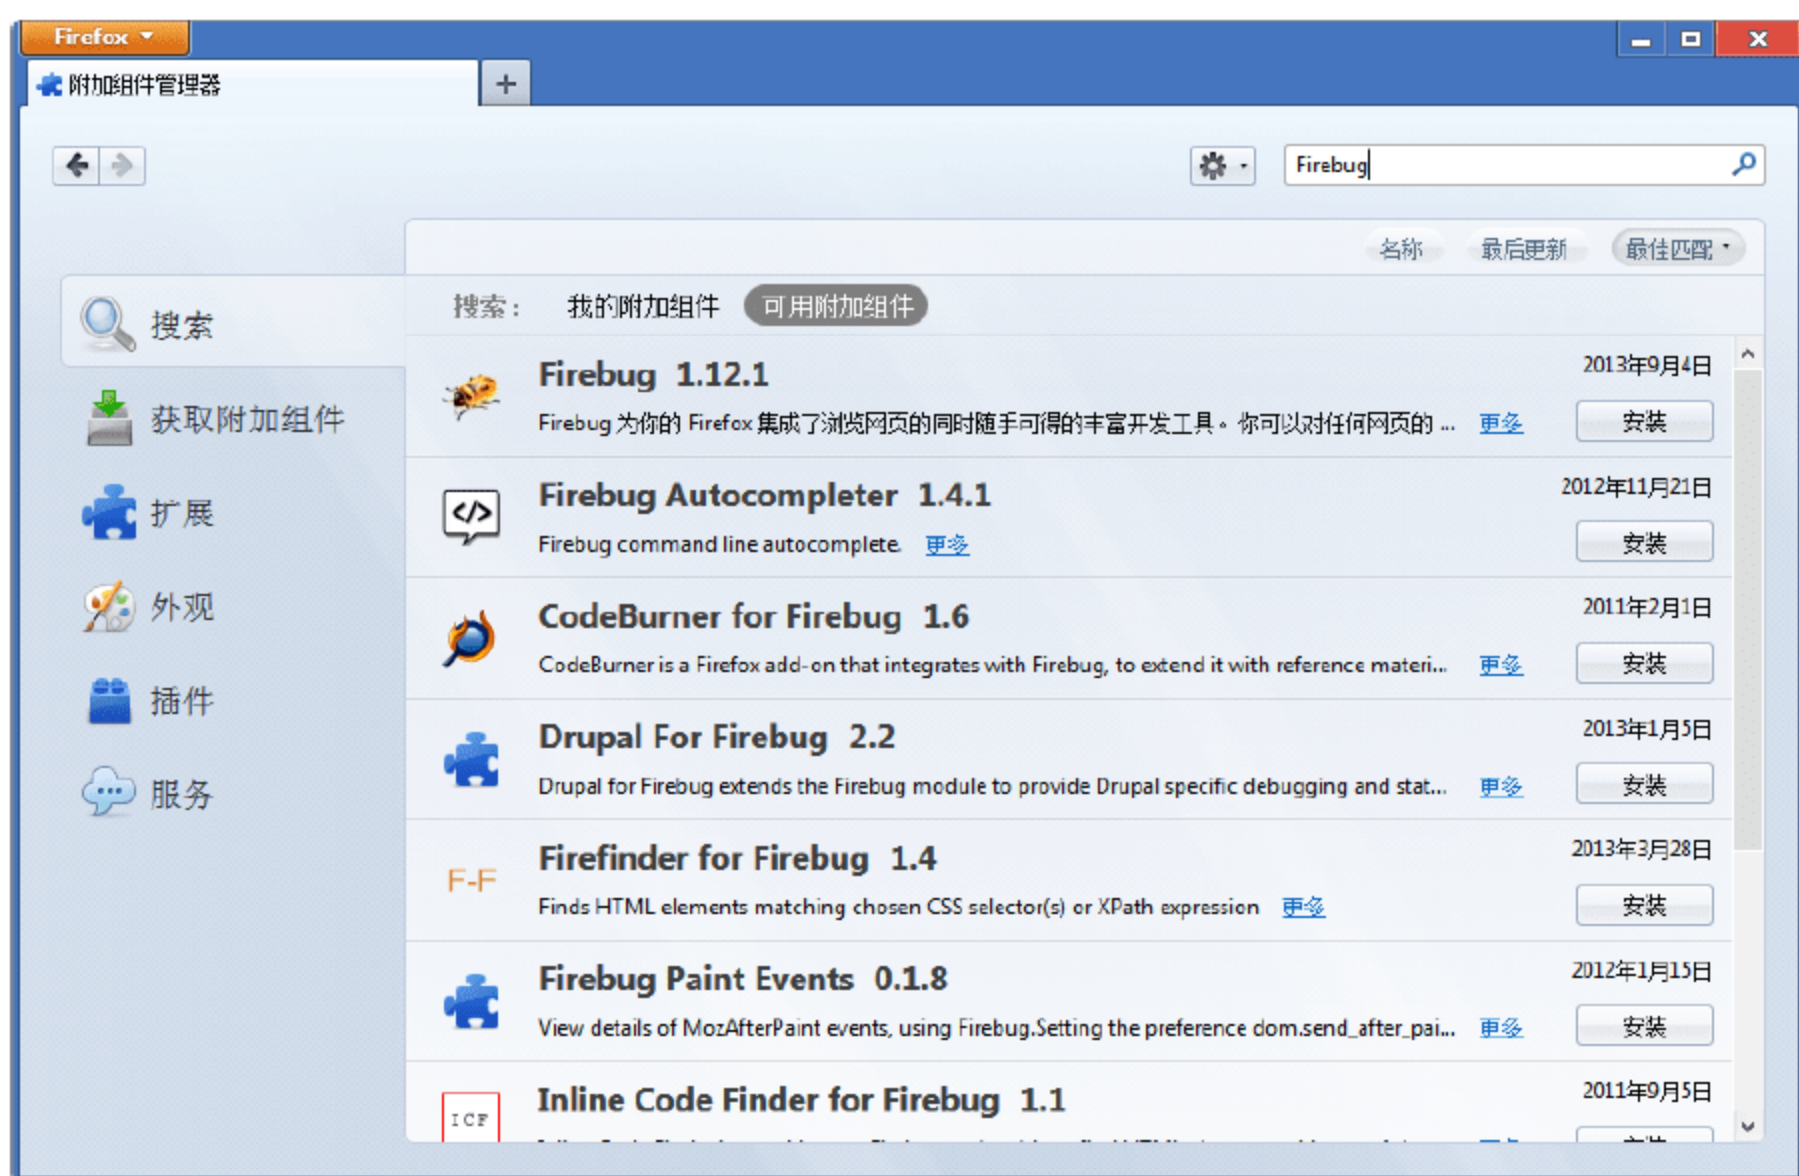 Firefox
附加组件管理器
Firebug
名称 最后更新 最佳匹配
搜索: 我的附加组件 可用附加组件
搜索
获取附加组件
扩展
外观
插件
服务
Firebug 1.12.1 2013年9月4日
Firebug 为你的 Firefox 集成了浏览网页的同时随手可得的丰富开发工具。你可以对任何网页的 ... 更多 安装
Firebug Autocompleter 1.4.1 2012年11月21日
Firebug command line autocomplete. 更多 安装
CodeBurner for Firebug 1.6 2011年2月1日
CodeBurner is a Firefox add-on that integrates with Firebug, to extend it with reference materi... 更多 安装
Drupal For Firebug 2.2 2013年1月5日
Drupal for Firebug extends the Firebug module to provide Drupal specific debugging and stat... 更多 安装
F-F Firefinder for Firebug 1.4 2013年3月28日
Finds HTML elements matching chosen CSS selector(s) or XPath expression 更多 安装
Firebug Paint Events 0.1.8 2012年1月15日
View details of MozAfterPaint events, using Firebug.Setting the preference dom.send_after_pai... 更多 安装
ICF Inline Code Finder for Firebug 1.1 2011年9月5日